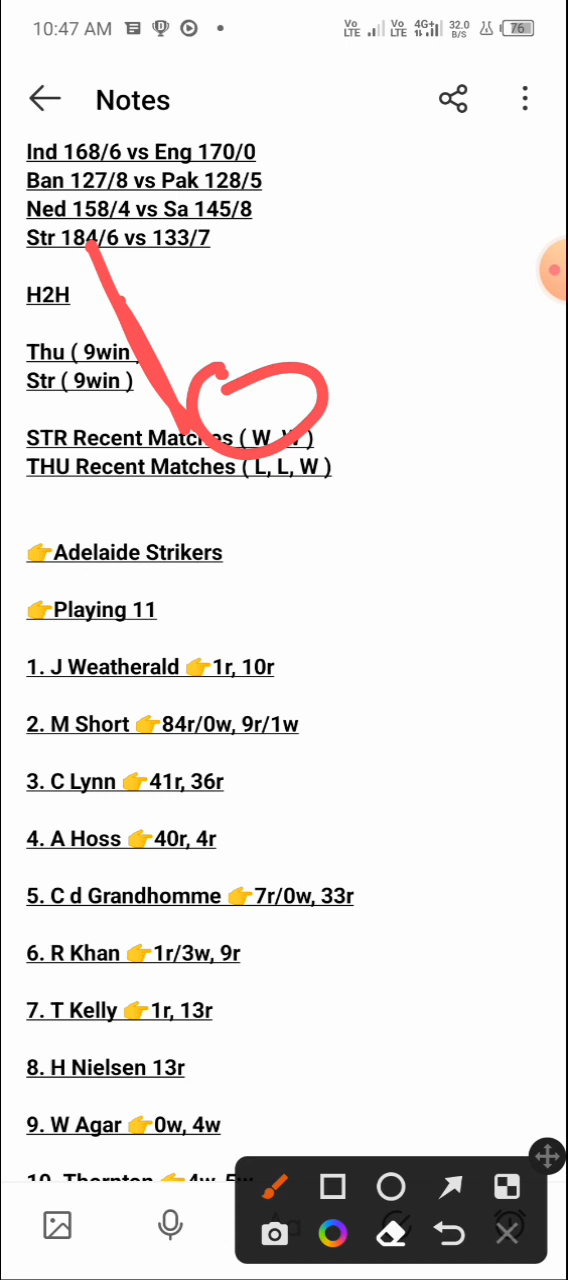 10:47 AM
Vo LTE Vo LTE 4G+ 32.0 B/S 76
Notes
Ind 168/6 vs Eng 170/0
Ban 127/8 vs Pak 128/5
Ned 158/4 vs Sa 145/8
Str 184/6 vs 133/7
H2H
Thu ( 9win )
Str ( 9win )
STR Recent Matches ( W, W )
THU Recent Matches ( L, L, W )
👉Adelaide Strikers
👉Playing 11
1. J Weatherald 👉1r, 10r
2. M Short 👉84r/0w, 9r/1w
3. C Lynn 👉41r, 36r
4. A Hoss 👉40r, 4r
5. C d Grandhomme 👉7r/0w, 33r
6. R Khan 👉1r/3w, 9r
7. T Kelly 👉1r, 13r
8. H Nielsen 13r
9. W Agar 👉0w, 4w
10. Thornton 👉4w, 5w